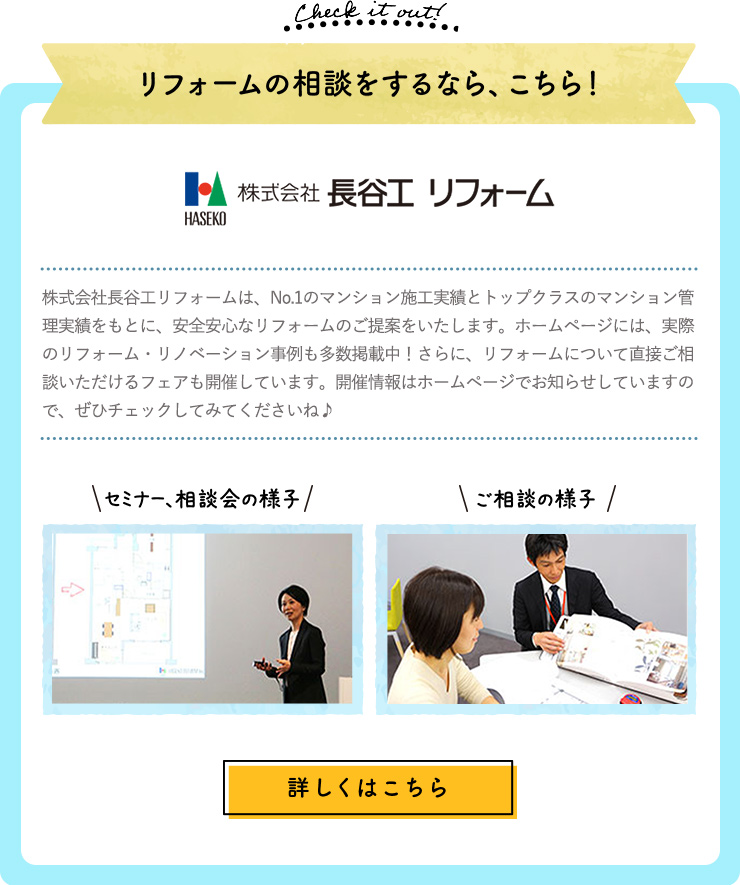 Check it out!
リフォームの相談をするなら、こちら！
HASEKO
株式会社 長谷工 リフォーム
株式会社長谷工リフォームは、No.1のマンション施工実績とトップクラスのマンション管
理実績をもとに、安全安心なリフォームのご提案をいたします。ホームページには、実際
のリフォーム・リノベーション事例も多数掲載中！さらに、リフォームについて直接ご相
談いただけるフェアも開催しています。開催情報はホームページでお知らせしていますの
で、ぜひチェックしてみてくださいね♪
\セミナー、相談会の様子/
\ご相談の様子 /
詳しくはこちら